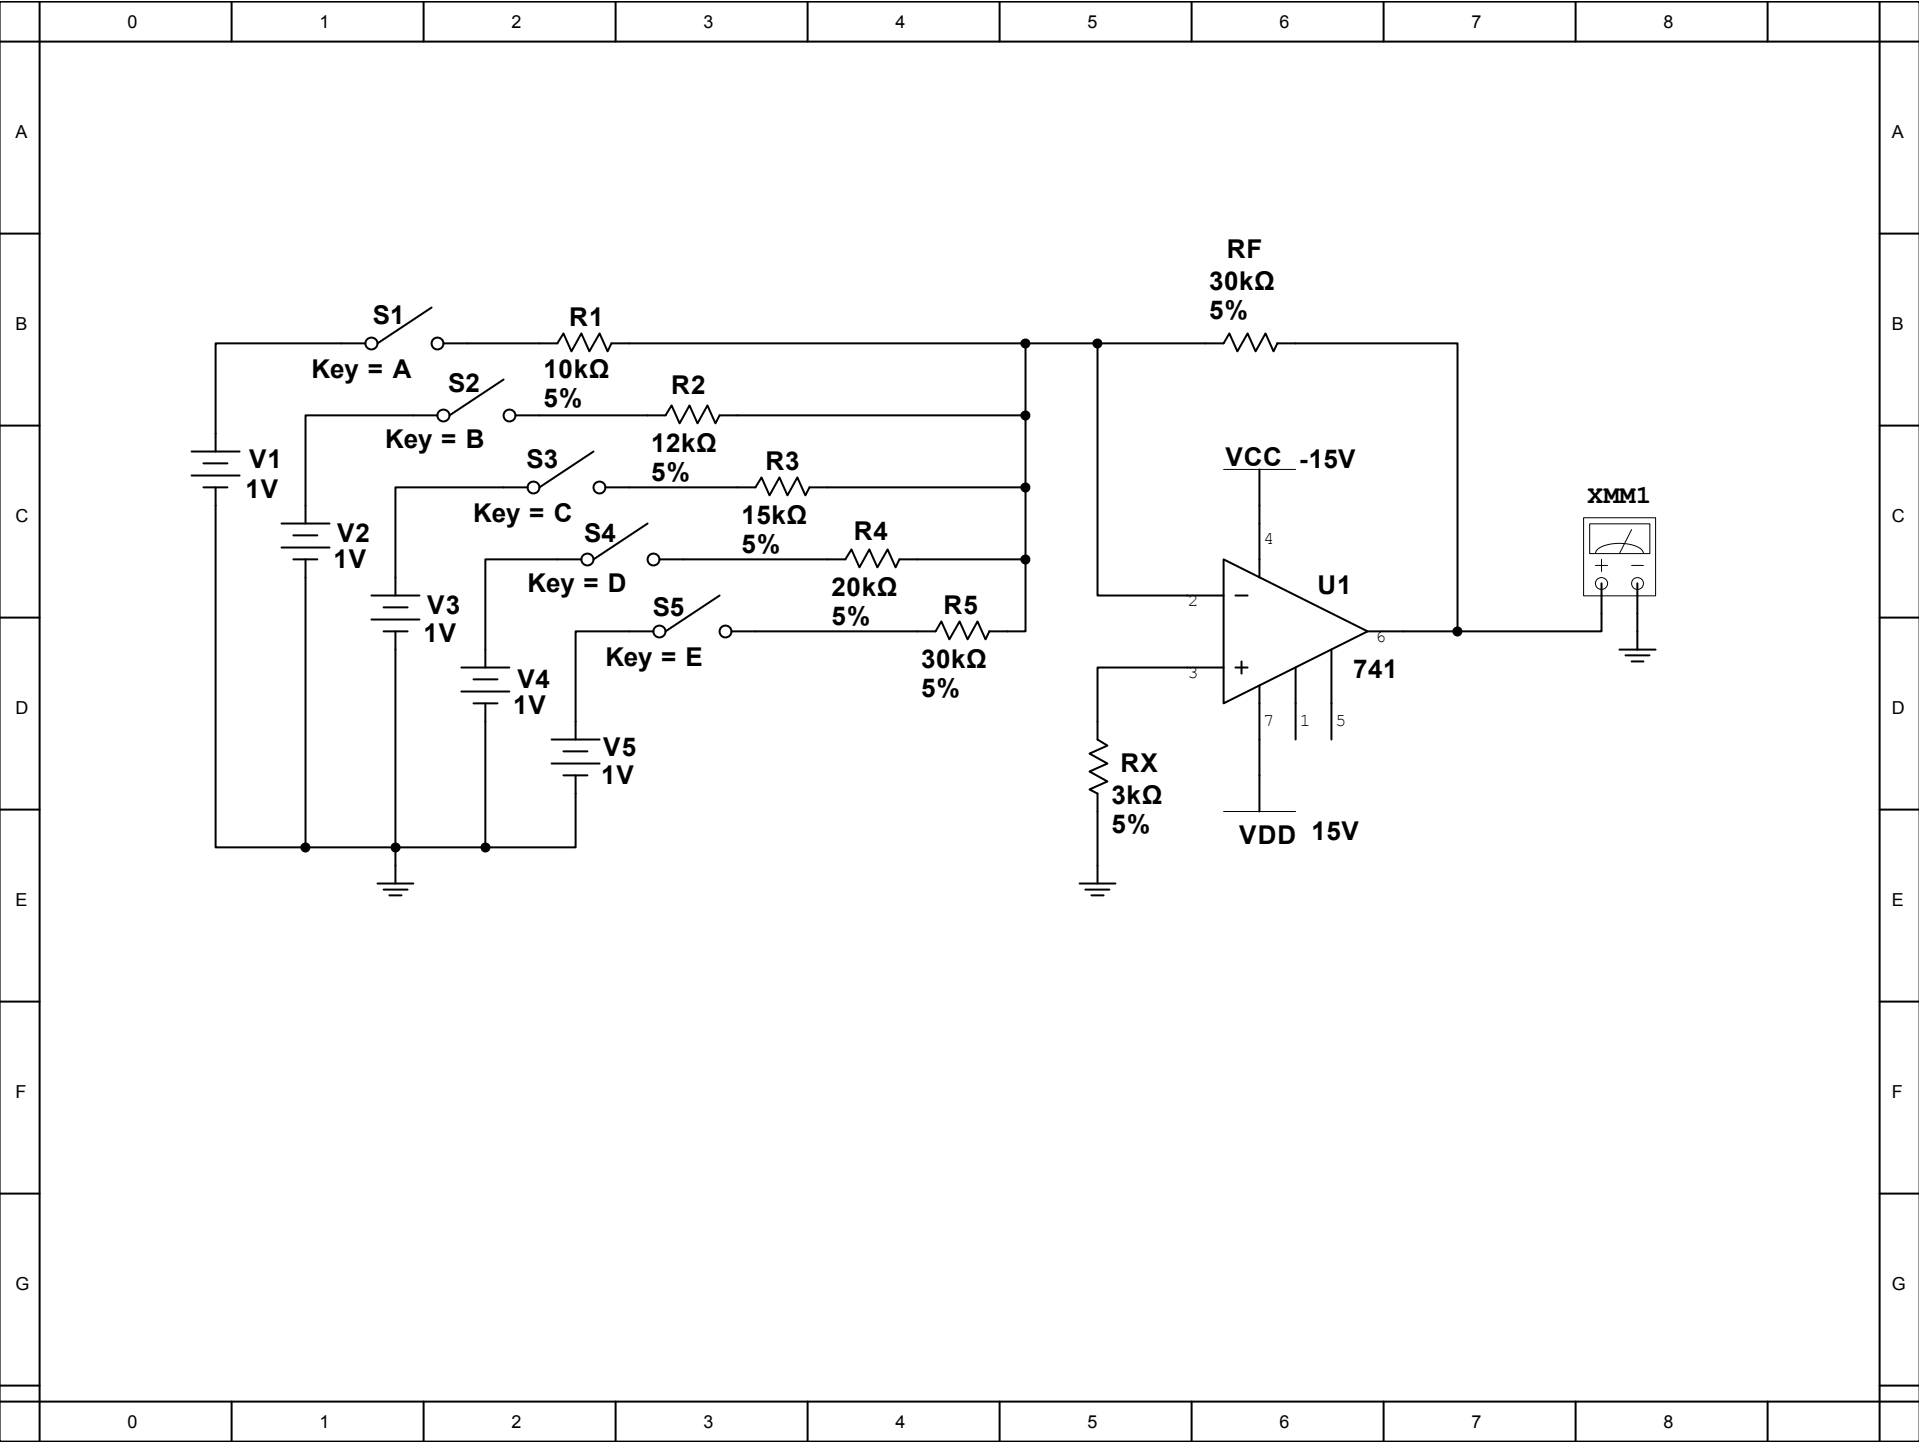 0 1 2 3 4 5 6 7 8
A A
RF
30kΩ
5%
B B
S1
Key = A
R1
10kΩ
5%
S2
Key = B
R2
12kΩ
5%
S3
Key = C
R3
15kΩ
5%
S4
Key = D
R4
20kΩ
5%
S5
Key = E
R5
30kΩ
5%
V1
1V
V2
1V
V3
1V
V4
1V
V5
1V
C C
VCC -15V
4
XMM1
+ −
U1
2 −
6
3 +
741
7 1 5
D D
RX
3kΩ
5%
VDD 15V
E E
F F
G G
0 1 2 3 4 5 6 7 8